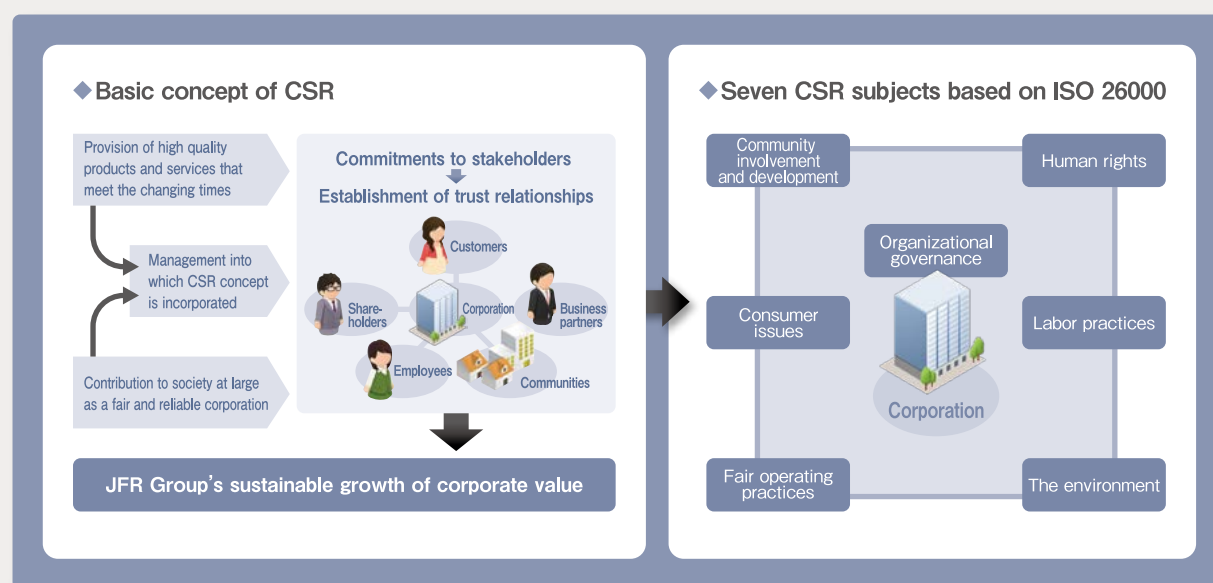 ◆Basic concept of CSR
Provision of high quality
products and services that
meet the changing times
Management into
which CSR concept
is incorporated
Contribution to society at large
as a fair and reliable corporation
Commitments to stakeholders
Establishment of trust relationships
Customers
Share-
holders
Corporation
Business
partners
Employees
Communities
JFR Group's sustainable growth of corporate value
◆Seven CSR subjects based on ISO 26000
Community
involvement
and development
Human rights
Organizational
governance
Consumer
issues
Labor practices
Corporation
Fair operating
practices
The environment